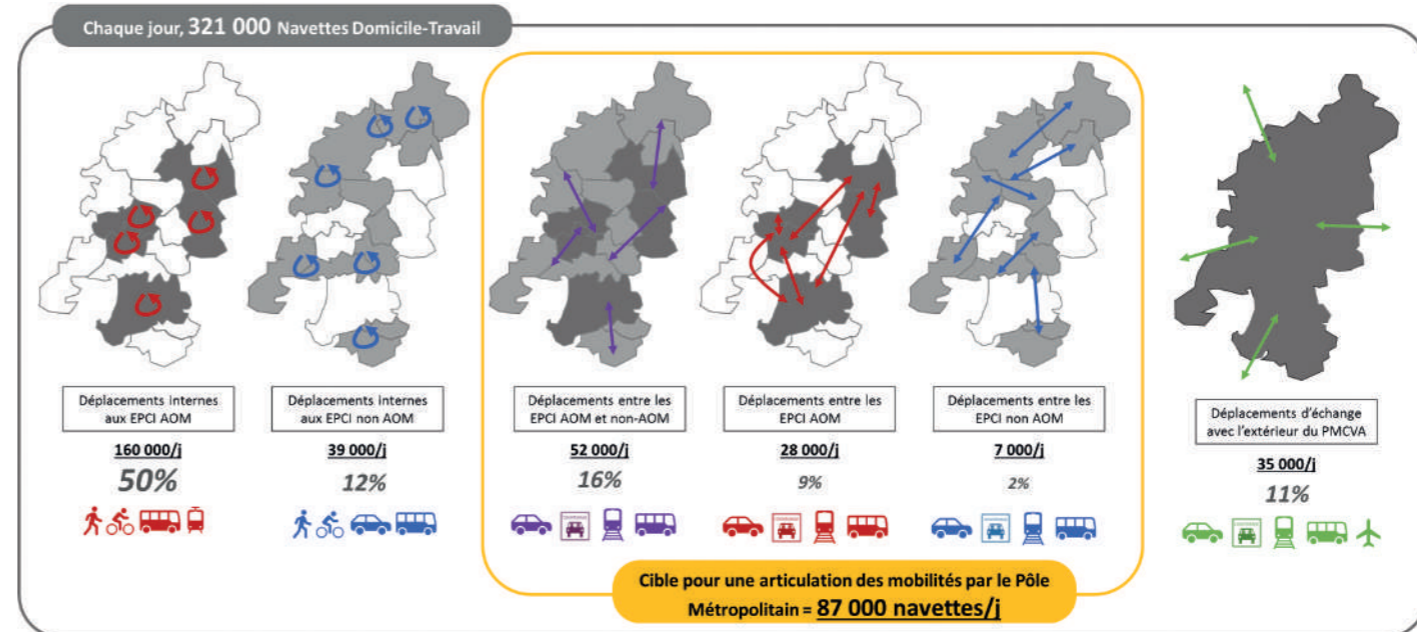 Chaque jour, 321 000 Navettes Domicile-Travail
Déplacements internes
aux EPCI AOM
160 000/j
50%
Déplacements internes
aux EPCI non AOM
39 000/j
12%
Déplacements entre les
EPCI AOM et non-AOM
52 000/j
16%
Déplacements entre les
EPCI AOM
28 000/j
9%
Déplacements entre les
EPCI non AOM
7 000/j
2%
Déplacements d'échange
avec l'extérieur du PMCVA
35 000/j
11%
Cible pour une articulation des mobilités par le Pôle
Métropolitain = 87 000 navettes/j